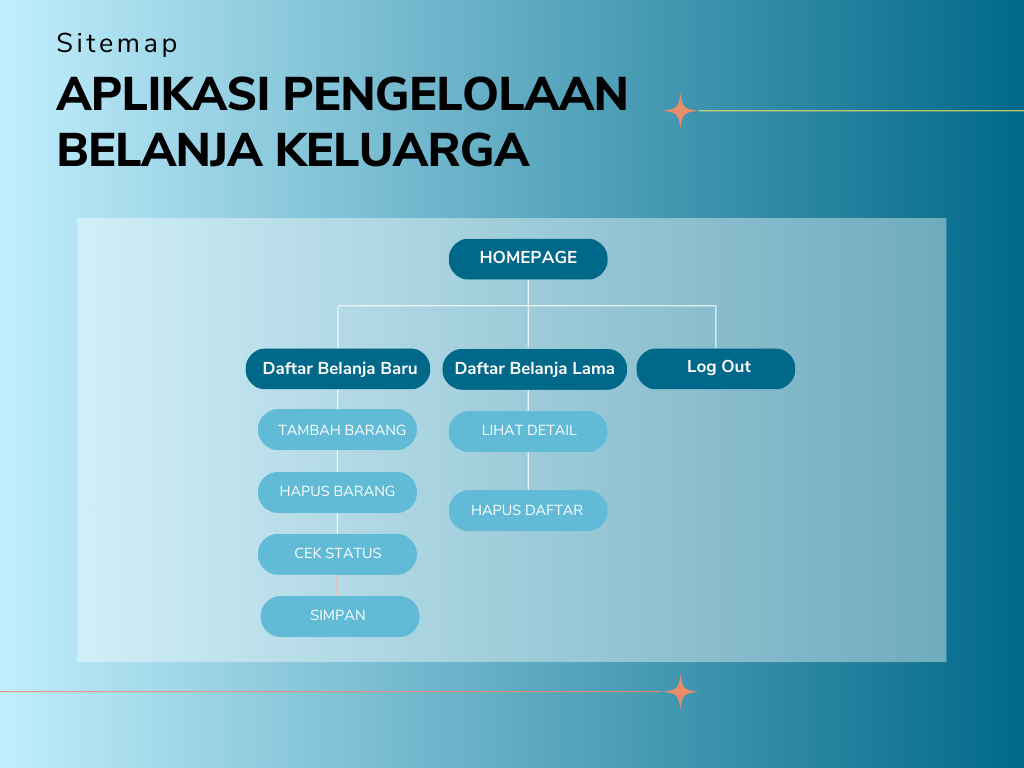 Sitemap
APLIKASI PENGELOLAAN
BELANJA KELUARGA
HOMEPAGE
Daftar Belanja Baru
Daftar Belanja Lama
Log Out
TAMBAH BARANG
LIHAT DETAIL
HAPUS BARANG
HAPUS DAFTAR
CEK STATUS
SIMPAN